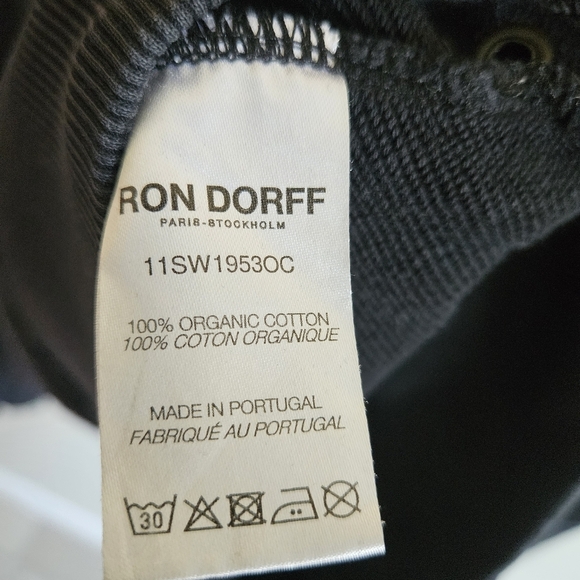 RON DORFF
PARIS-STOCKHOLM
11SW1953OC
100% ORGANIC COTTON
100% COTON ORGANIQUE
MADE IN PORTUGAL
FABRIQUÉ AU PORTUGAL
30